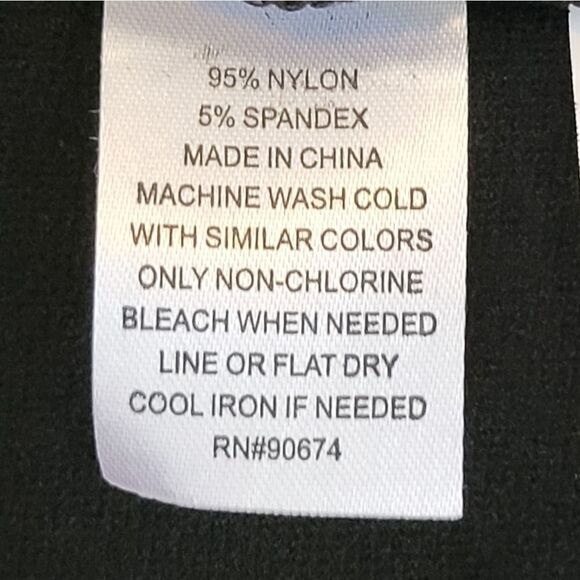 95% NYLON
5% SPANDEX
MADE IN CHINA
MACHINE WASH COLD
WITH SIMILAR COLORS
ONLY NON-CHLORINE
BLEACH WHEN NEEDED
LINE OR FLAT DRY
COOL IRON IF NEEDED
RN#90674